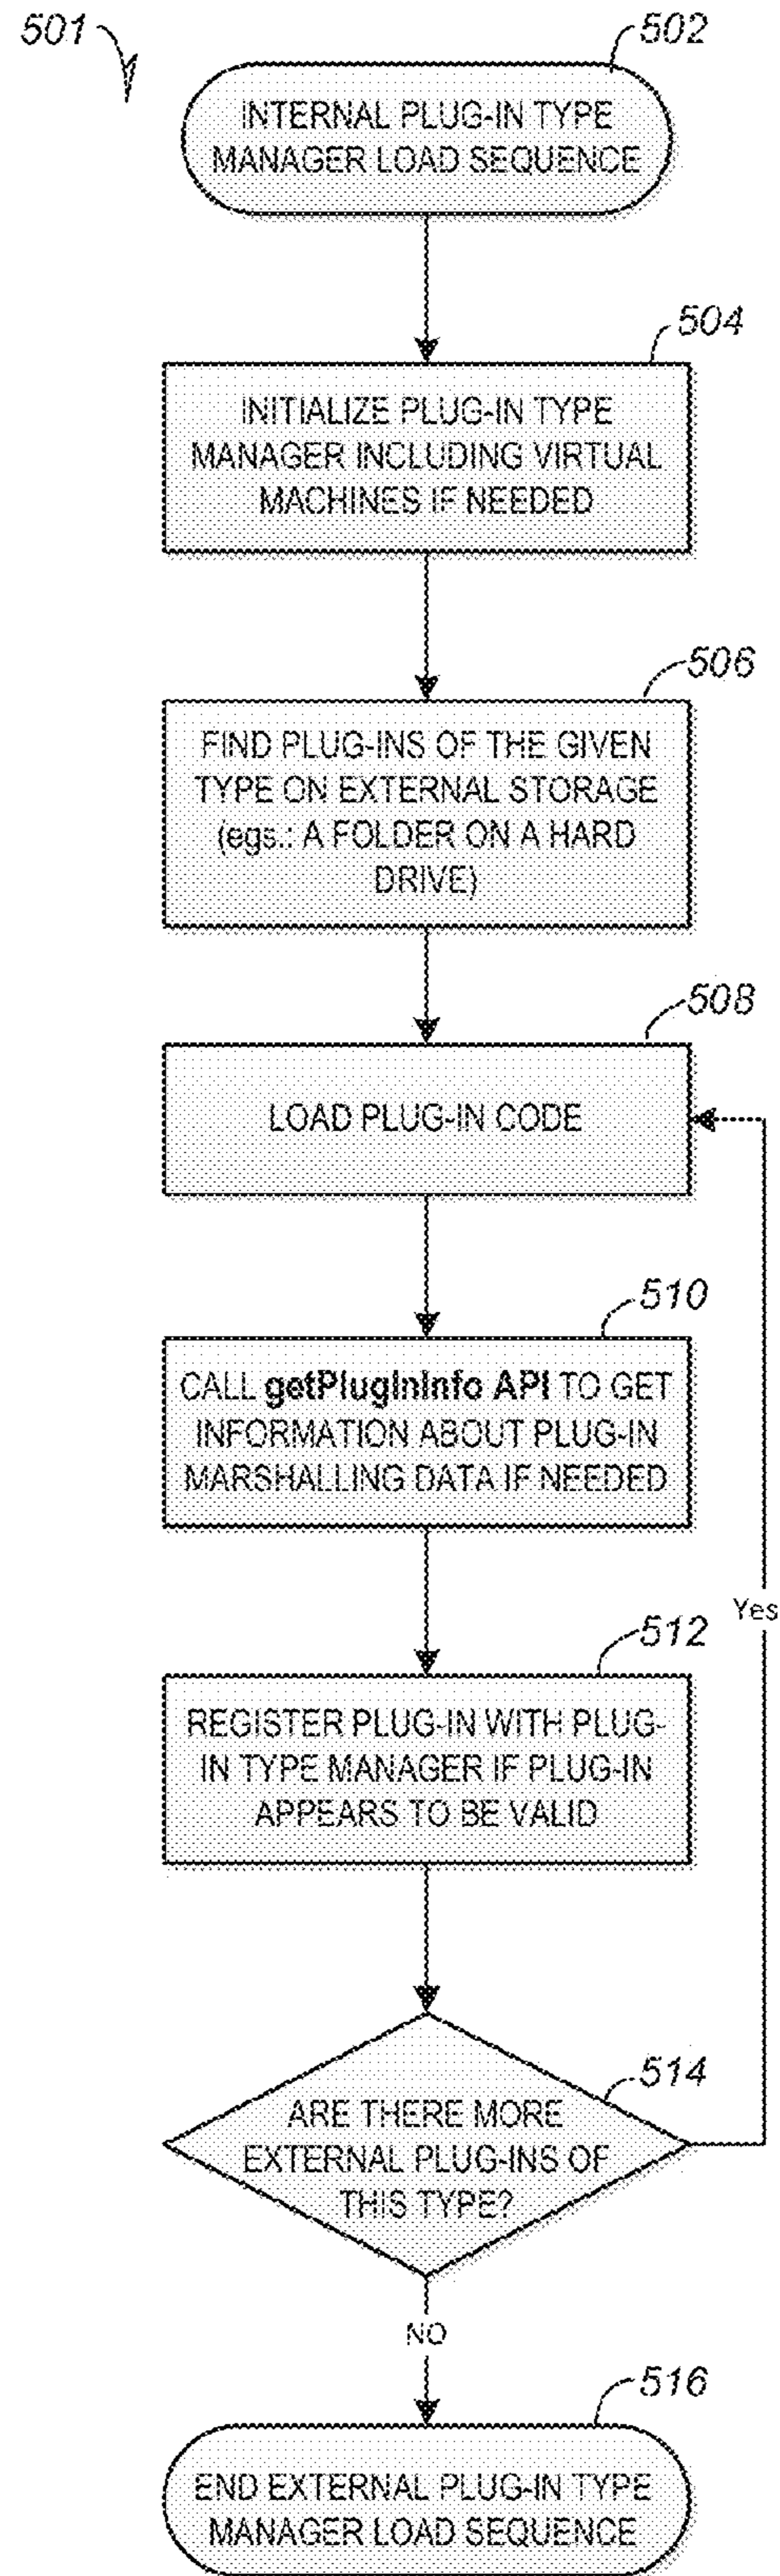 501
502
INTERNAL PLUG-IN TYPE
MANAGER LOAD SEQUENCE
504
INITIALIZE PLUG-IN TYPE
MANAGER INCLUDING VIRTUAL
MACHINES IF NEEDED
506
FIND PLUG-INS OF THE GIVEN
TYPE ON EXTERNAL STORAGE
(egs.: A FOLDER ON A HARD
DRIVE)
508
LOAD PLUG-IN CODE
510
CALL getPlugInInfo API TO GET
INFORMATION ABOUT PLUG-IN
MARSHALLING DATA IF NEEDED
Yes
512
REGISTER PLUG-IN WITH PLUG-
IN TYPE MANAGER IF PLUG-IN
APPEARS TO BE VALID
514
ARE THERE MORE
EXTERNAL PLUG-INS OF
THIS TYPE?
NO
516
END EXTERNAL PLUG-IN TYPE
MANAGER LOAD SEQUENCE